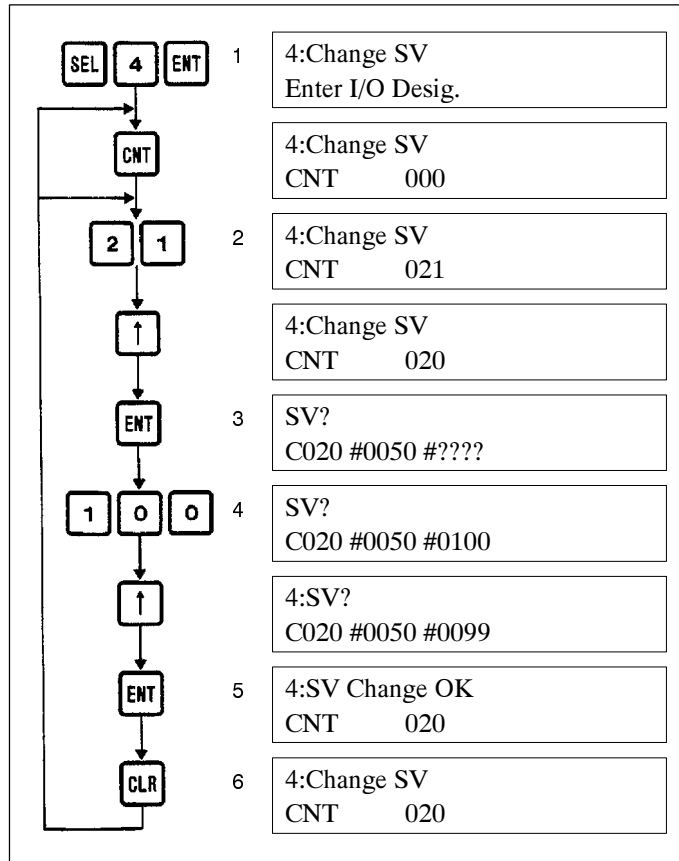 SEL 4 ENT 1
4:Change SV
Enter I/O Desig.
CNT
4:Change SV
CNT 000
2 1 2
4:Change SV
CNT 021
↑
4:Change SV
CNT 020
ENT 3
SV?
C020 #0050 #????
1 0 0 4
SV?
C020 #0050 #0100
↑
4:SV?
C020 #0050 #0099
ENT 5
4:SV Change OK
CNT 020
CLR 6
4:Change SV
CNT 020